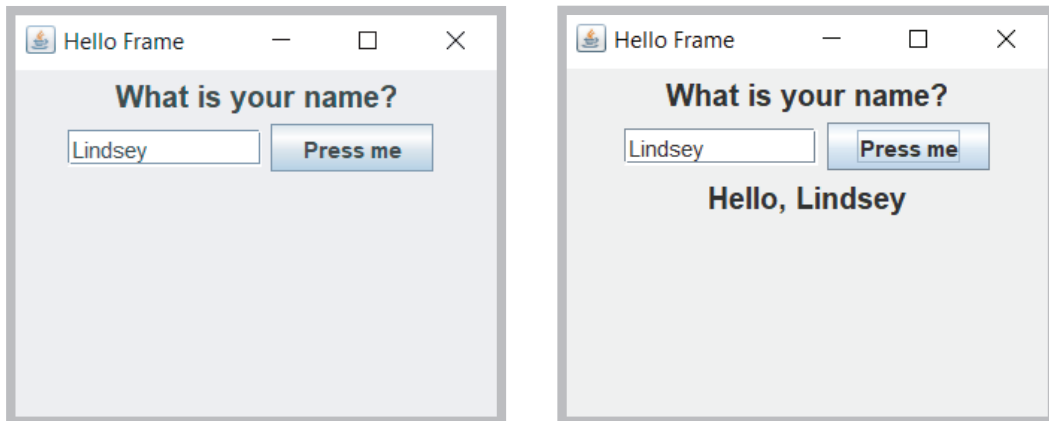 Hello Frame
What is your name?
Lindsey
Press me
Hello Frame
What is your name?
Lindsey
Press me
Hello, Lindsey